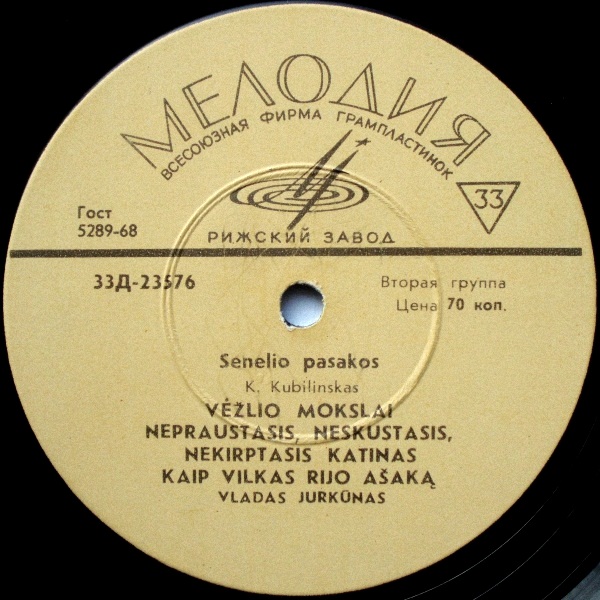 МЕЛОДИЯ
ВСЕСОЮЗНАЯ ФИРМА ГРАМПЛАСТИНОК
33
РИЖСКИЙ ЗАВОД
Гост
5289-68
33Д-23576
Вторая группа
Цена 70 коп.
Senelio pasakos
K. Kubilinskas
VĖŽLIO MOKSLAI
NEPRAUSTASIS, NESKUSTASIS,
NEKIRPTASIS KATINAS
KAIP VILKAS RIJO AŠAKĄ
VLADAS JURKŪNAS